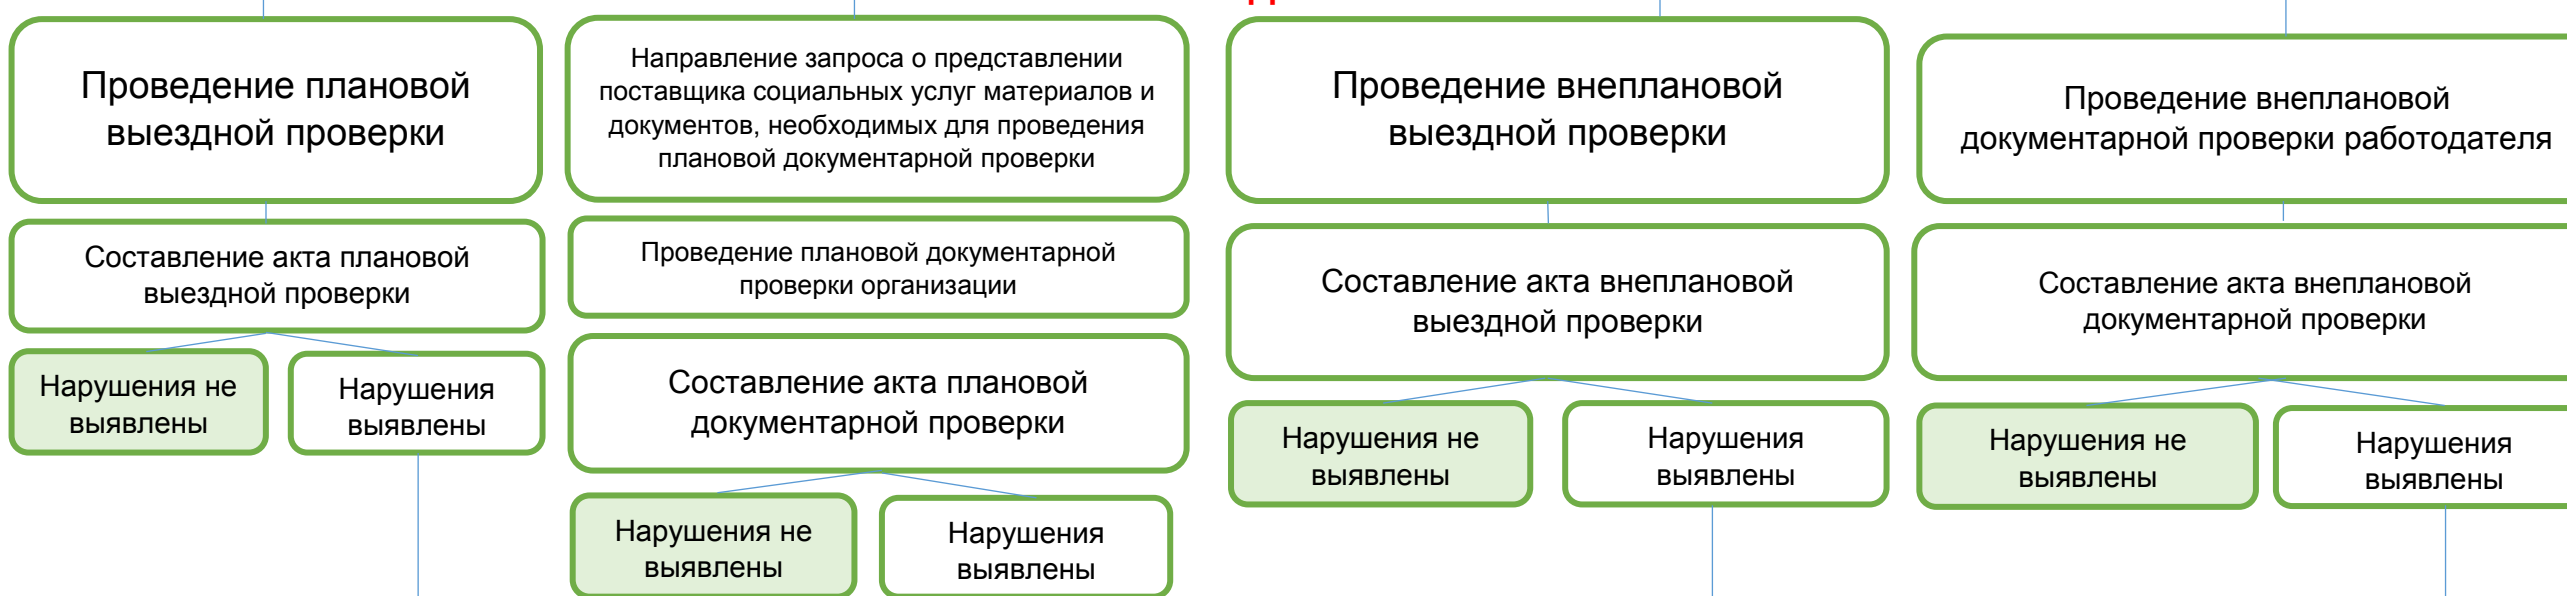 Проведение плановой
выездной проверки
Составление акта плановой
выездной проверки
Нарушения не
выявлены
Нарушения
выявлены
Направление запроса о представлении
поставщика социальных услуг материалов и
документов, необходимых для проведения
плановой документарной проверки
Проведение плановой документарной
проверки организации
Составление акта плановой
документарной проверки
Нарушения не
выявлены
Нарушения
выявлены
Проведение внеплановой
выездной проверки
Составление акта внеплановой
выездной проверки
Нарушения не
выявлены
Нарушения
выявлены
Проведение внеплановой
документарной проверки работодателя
Составление акта внеплановой
документарной проверки
Нарушения не
выявлены
Нарушения
выявлены